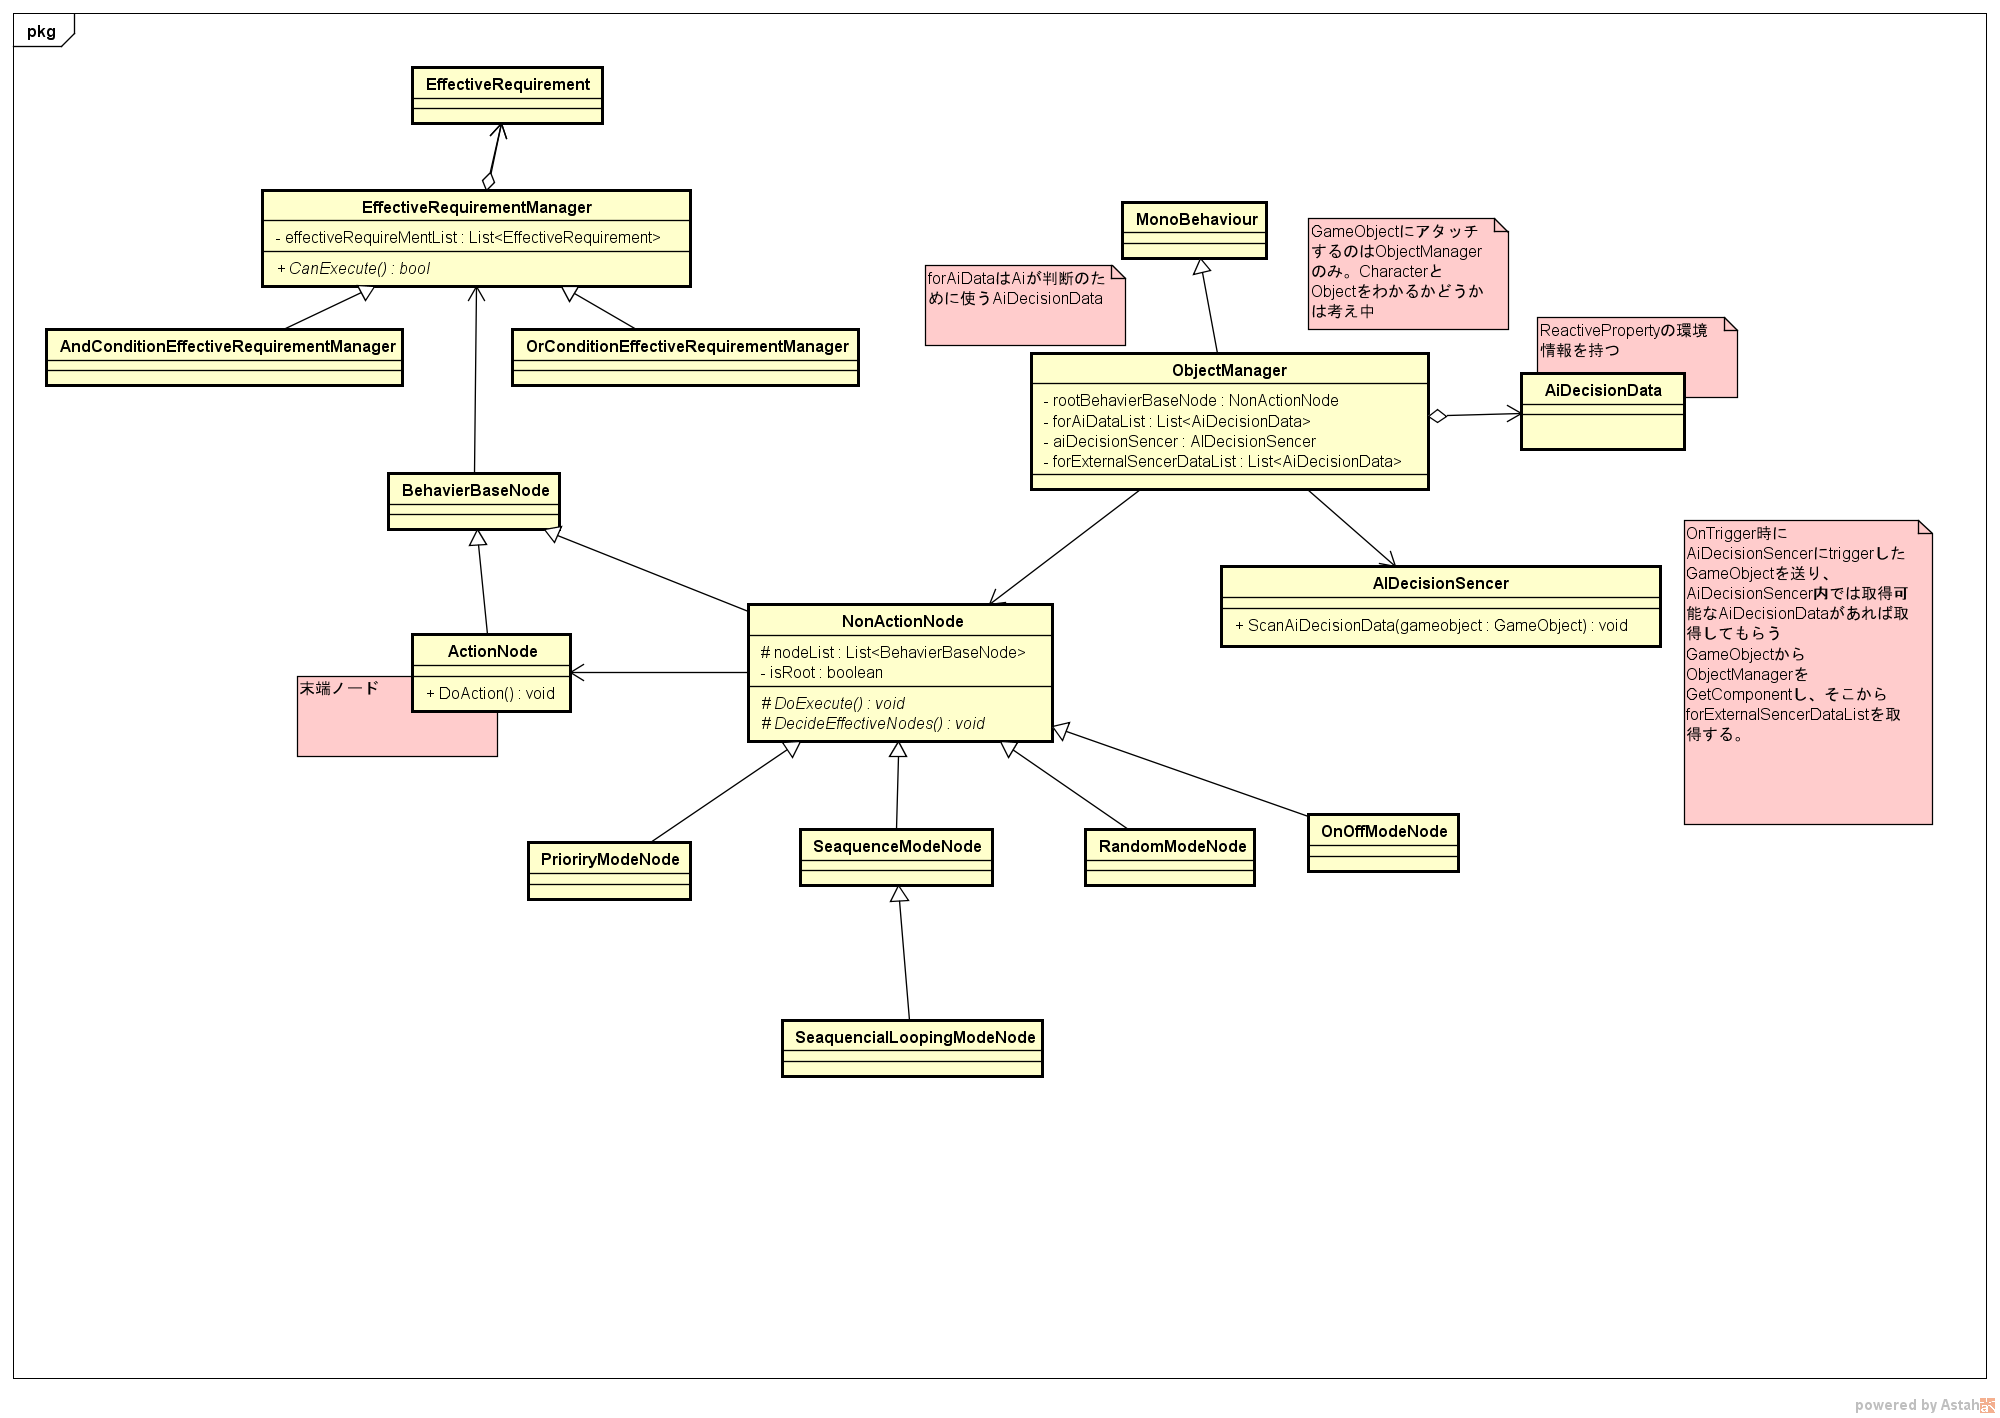 pkg
EffectiveRequirement
EffectiveRequirementManager
- effectiveRequireMentList : List<EffectiveRequirement>
+ CanExecute() : bool
MonoBehaviour
GameObjectにアタッチ
するのはObjectManager
のみ。Characterと
Objectをわかるかどうか
は考え中
forAiDataはAiが判断のた
めに使うAiDecisionData
ReactivePropertyの環境
情報を持つ
AndConditionEffectiveRequirementManager
OrConditionEffectiveRequirementManager
ObjectManager
- rootBehavierBaseNode : NonActionNode
- forAiDataList : List<AiDecisionData>
- aiDecisionSencer : AIDecisionSencer
- forExternalSencerDataList : List<AiDecisionData>
AiDecisionData
BehavierBaseNode
OnTrigger時に
AiDecisionSencerにtriggerした
GameObjectを送り、
AiDecisionSencer内では取得可
能なAiDecisionDataがあれば取
得してもらう
GameObjectから
ObjectManagerを
GetComponentし、そこから
forExternalSencerDataListを取
得する。
AIDecisionSencer
+ ScanAiDecisionData(gameobject : GameObject) : void
NonActionNode
# nodeList : List<BehavierBaseNode>
- isRoot : boolean
# DoExecute() : void
# DecideEffectiveNodes() : void
ActionNode
+ DoAction() : void
末端ノード
PrioriryModeNode
SeaquenceModeNode
RandomModeNode
OnOffModeNode
SeaquencialLoopingModeNode
powered by Astah